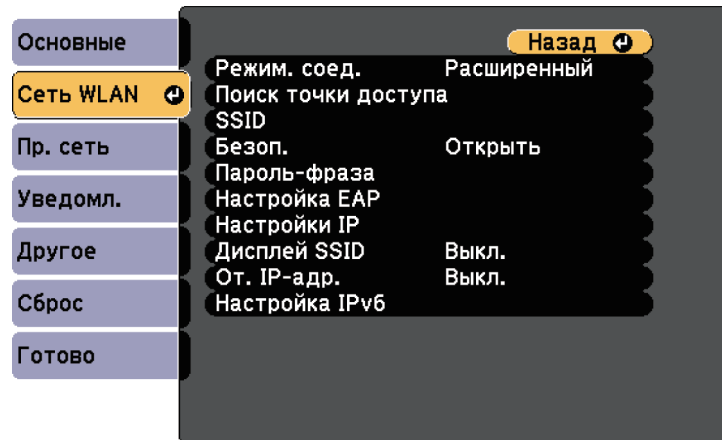 Основные
Сеть WLAN
Пр. сеть
Уведомл.
Другое
Сброс
Готово
Назад
Режим. соед. Расширенный
Поиск точки доступа
SSID
Безоп. Открыть
Пароль-фраза
Настройка EAP
Настройки IP
Дисплей SSID Выкл.
От. IP-адр. Выкл.
Настройка IPv6